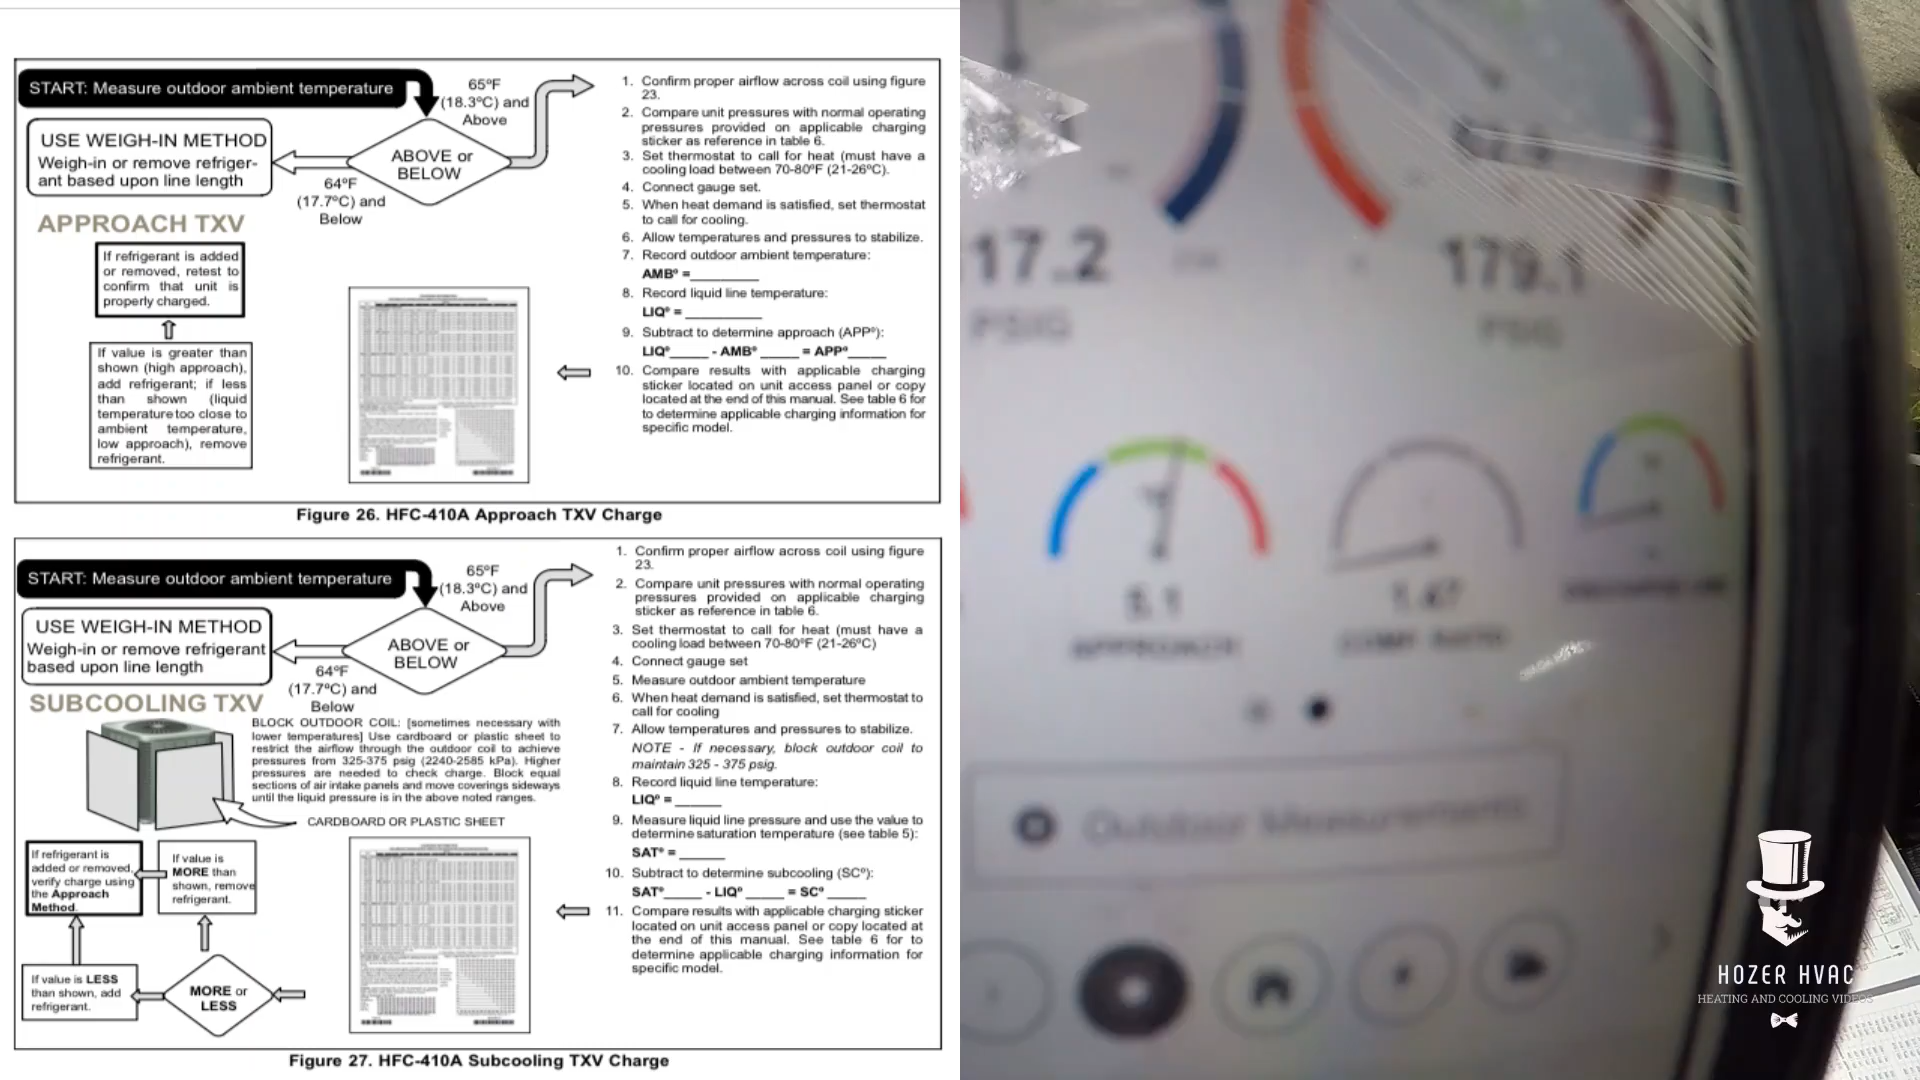 START: Measure outdoor ambient temperature
65ºF
(18.3ºC) and
Above
USE WEIGH-IN METHOD
Weigh-in or remove refriger-
ant based upon line length
ABOVE or
BELOW
64ºF
(17.7ºC) and
Below
APPROACH TXV
If refrigerant is added
or removed, retest to
confirm that unit is
properly charged.
If value is greater than
shown (high approach),
add refrigerant; if less
than shown (liquid
temperature too close to
ambient temperature,
low approach), remove
refrigerant.
1. Confirm proper airflow across coil using figure
23.
2. Compare unit pressures with normal operating
pressures provided on applicable charging
sticker as reference in table 6.
3. Set thermostat to call for heat (must have a
cooling load between 70-80ºF (21-26ºC).
4. Connect gauge set.
5. When heat demand is satisfied, set thermostat
to call for cooling.
6. Allow temperatures and pressures to stabilize.
7. Record outdoor ambient temperature:
AMBº =_________
8. Record liquid line temperature:
LIQº = __________
9. Subtract to determine approach (APPº):
LIQº_____ - AMBº _____ = APPº_____
10. Compare results with applicable charging
sticker located on unit access panel or copy
located at the end of this manual. See table 6 for
to determine applicable charging information for
specific model.
Figure 26. HFC-410A Approach TXV Charge
START: Measure outdoor ambient temperature
65ºF
(18.3ºC) and
Above
USE WEIGH-IN METHOD
Weigh-in or remove refrigerant
based upon line length
ABOVE or
BELOW
64ºF
(17.7ºC) and
Below
SUBCOOLING TXV
BLOCK OUTDOOR COIL: [sometimes necessary with
lower temperatures] Use cardboard or plastic sheet to
restrict the airflow through the outdoor coil to achieve
pressures from 325-375 psig (2240-2585 kPa). Higher
pressures are needed to check charge. Block equal
sections of air intake panels and move coverings sideways
until the liquid pressure is in the above noted ranges.
CARDBOARD OR PLASTIC SHEET
If refrigerant is
added or removed,
verify charge using
the Approach
Method.
If value is
MORE than
shown, remove
refrigerant.
If value is LESS
than shown, add
refrigerant.
MORE or
LESS
1. Confirm proper airflow across coil using figure
23.
2. Compare unit pressures with normal operating
pressures provided on applicable charging
sticker as reference in table 6.
3. Set thermostat to call for heat (must have a
cooling load between 70-80ºF (21-26ºC)
4. Connect gauge set
5. Measure outdoor ambient temperature
6. When heat demand is satisfied, set thermostat to
call for cooling
7. Allow temperatures and pressures to stabilize.
NOTE - If necessary, block outdoor coil to
maintain 325 - 375 psig.
8. Record liquid line temperature:
LIQº = ______
9. Measure liquid line pressure and use the value to
determine saturation temperature (see table 5):
SATº = ______
10. Subtract to determine subcooling (SCº):
SATº_____ - LIQº_____ = SCº _____
11. Compare results with applicable charging sticker
located on unit access panel or copy located at
the end of this manual. See table 6 for to
determine applicable charging information for
specific model.
Figure 27. HFC-410A Subcooling TXV Charge
17.2
179.1
PSIG
PSIG
5.1
1.47
APPROACH
COMP. RATIO
Outdoor Measurements
HOZER HVAC
HEATING AND COOLING VIDEOS